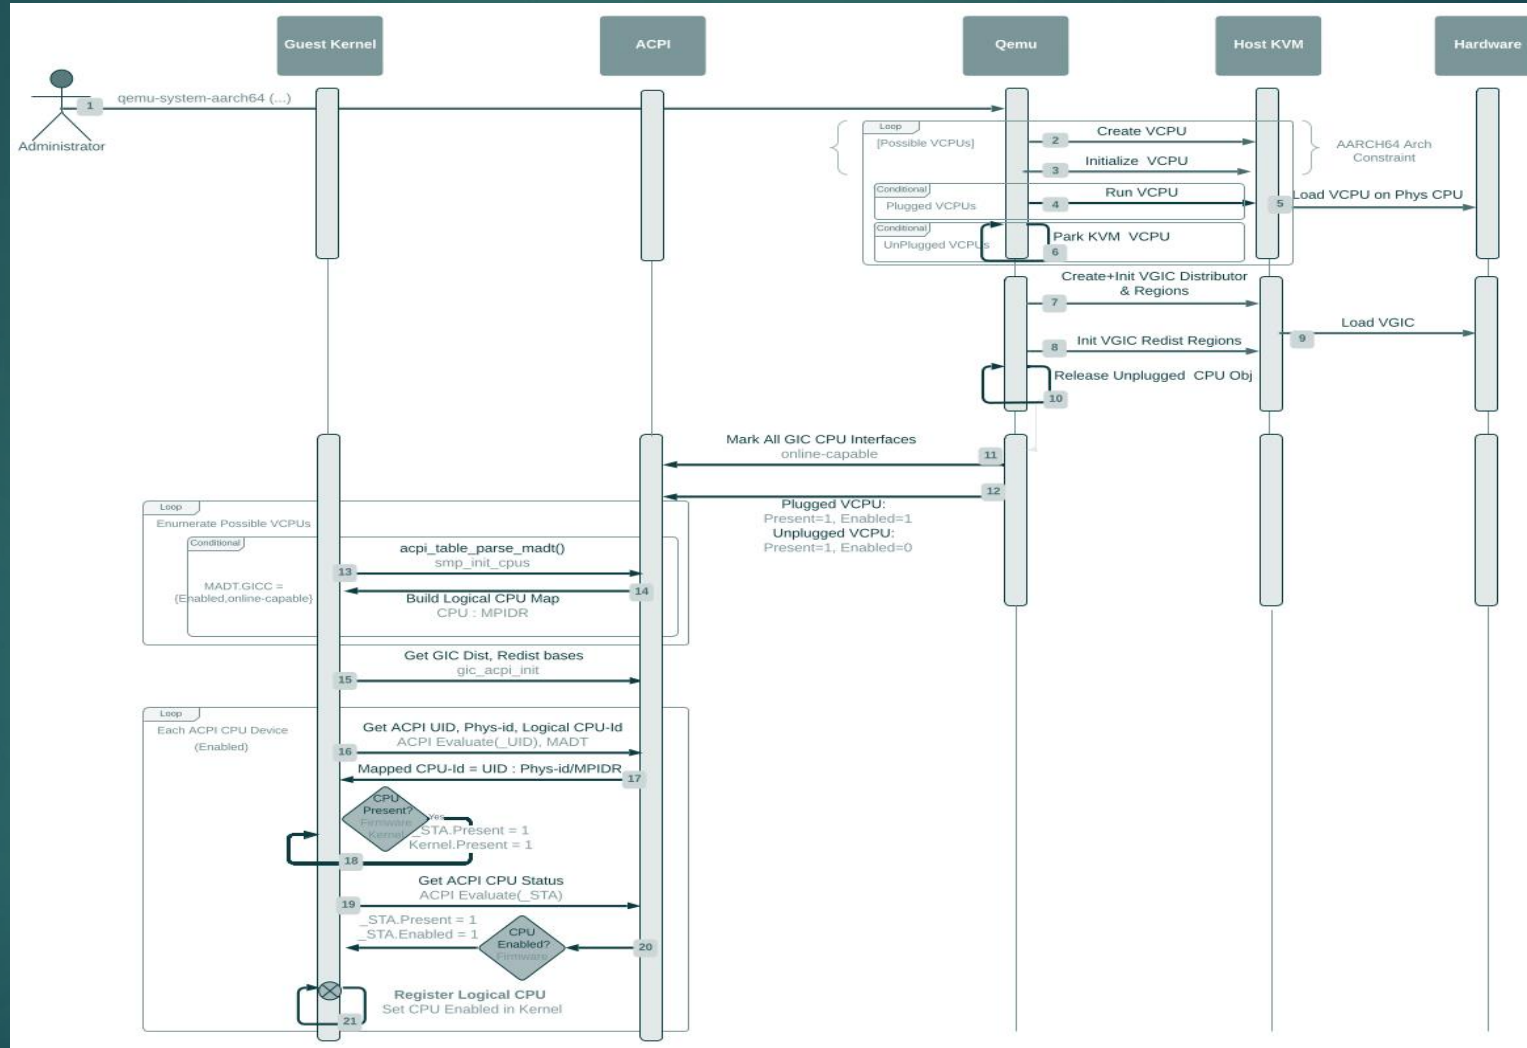 Guest Kernel
ACPI
Qemu
Host KVM
Hardware
1
qemu-system-aarch64 (...)
Administrator
Loop
[Possible VCPUs]
2
Create VCPU
3
Initialize VCPU
AARCH64 Arch
Constraint
Conditional
Plugged VCPUs
4
Run VCPU
5
Load VCPU on Phys CPU
Conditional
UnPlugged VCPUs
Park KVM VCPU
6
Create+Init VGIC Distributor
& Regions
7
Load VGIC
9
8
Init VGIC Redist Regions
Release Unplugged CPU Obj
10
Mark All GIC CPU Interfaces
online-capable
11
12
Plugged VCPU:
Present=1, Enabled=1
Unplugged VCPU:
Present=1, Enabled=0
Loop
Enumerate Possible VCPUs
Conditional
MADT.GICC =
{Enabled,online-capable}
acpi_table_parse_madt()
smp_init_cpus
13
14
Build Logical CPU Map
CPU : MPIDR
Get GIC Dist, Redist bases
gic_acpi_init
15
Loop
Each ACPI CPU Device
(Enabled)
Get ACPI UID, Phys-id, Logical CPU-Id
ACPI Evaluate(_UID), MADT
16
Mapped CPU-Id = UID : Phys-id/MPIDR
17
CPU
Present?
Firmware
Kernel
Yes
_STA.Present = 1
Kernel.Present = 1
18
Get ACPI CPU Status
ACPI Evaluate(_STA)
19
_STA.Present = 1
_STA.Enabled = 1
CPU
Enabled?
Firmware
20
Register Logical CPU
Set CPU Enabled in Kernel
21